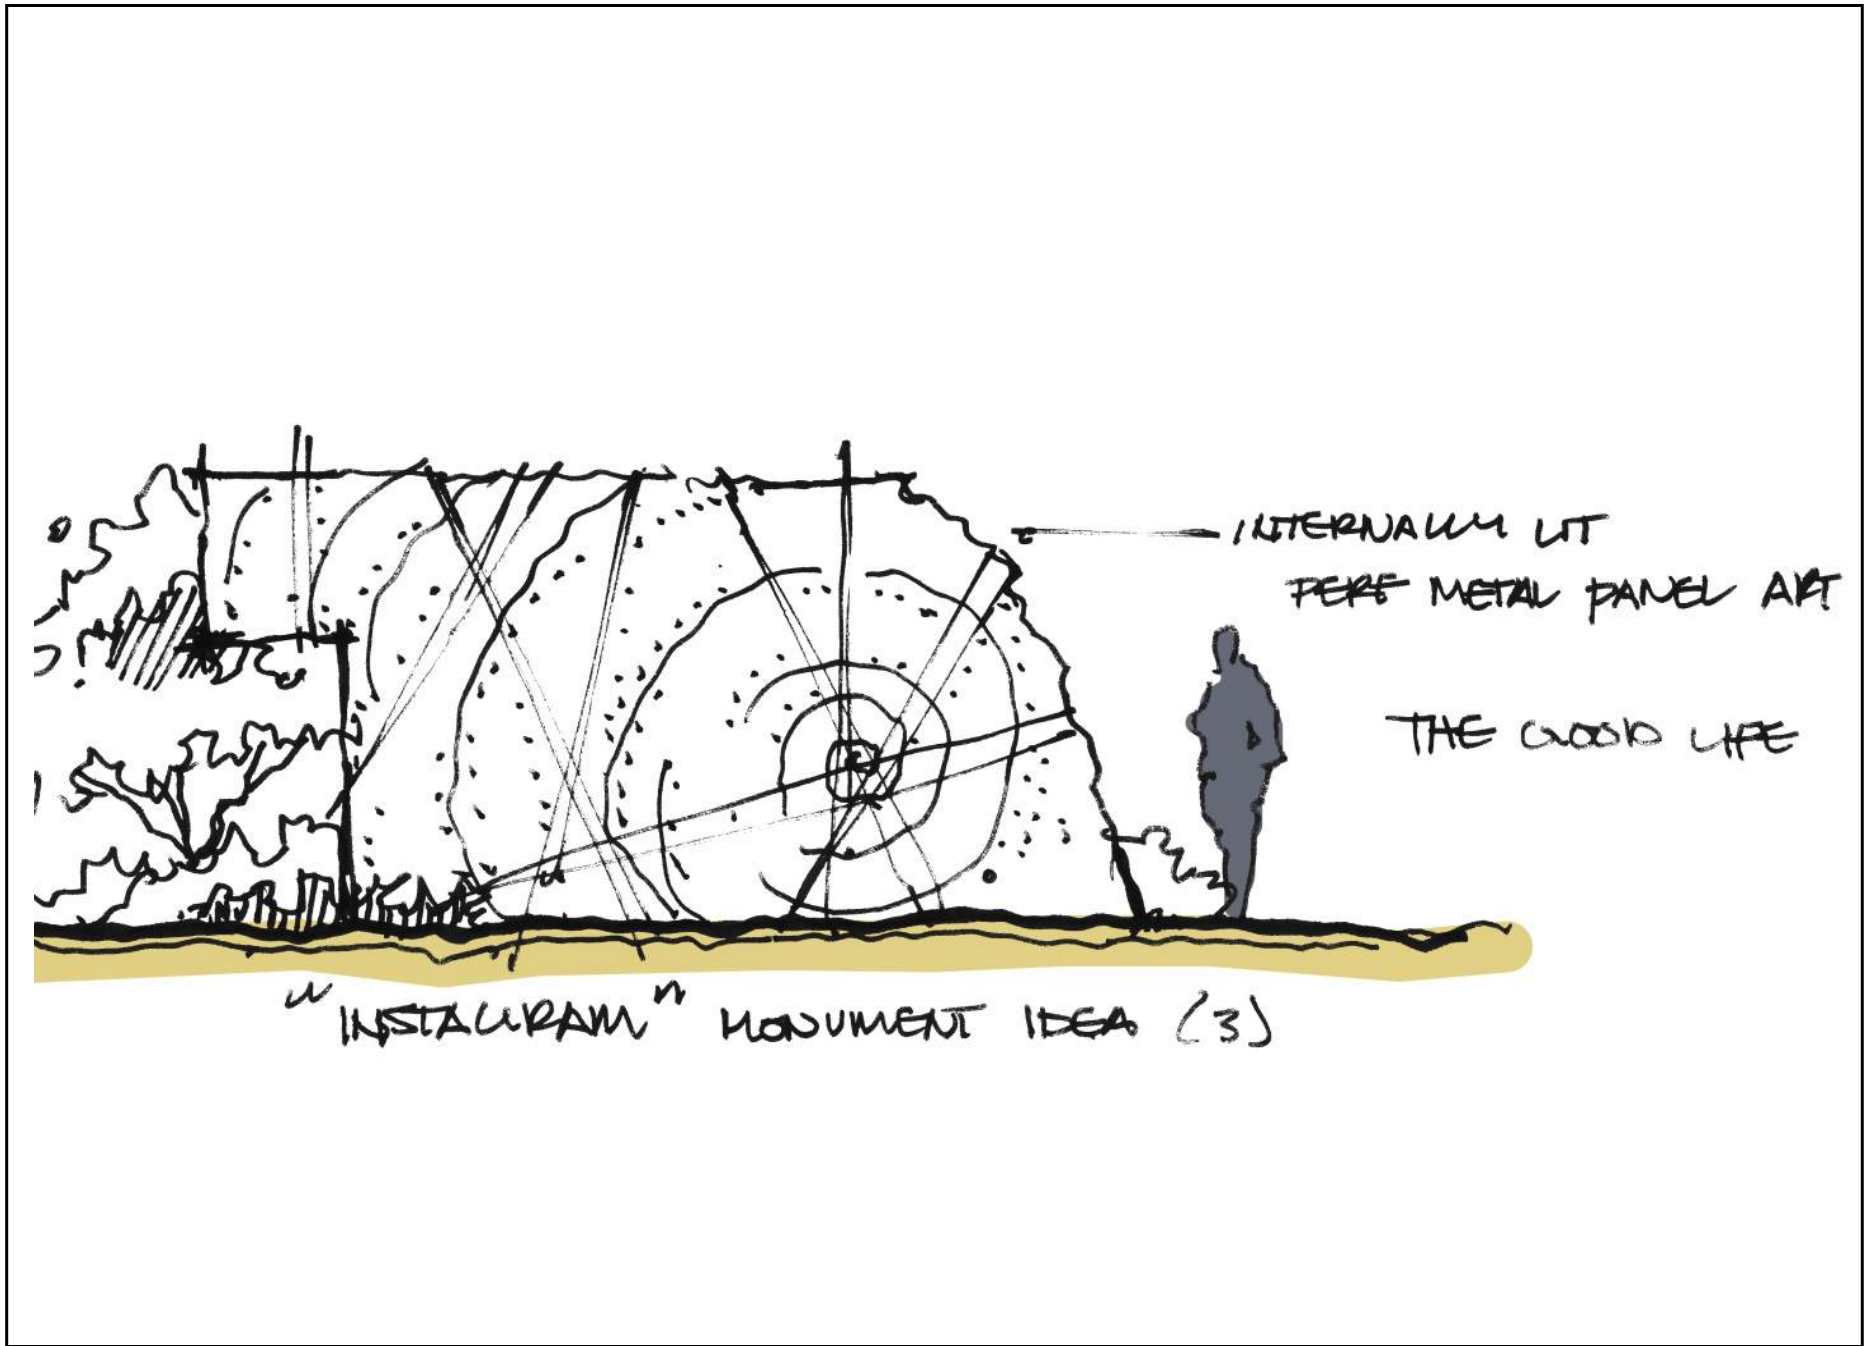 INTERNALLY LIT
PERF METAL PANEL ART
THE GOOD LIFE
"INSTAGRAM" MONUMENT IDEA (3)